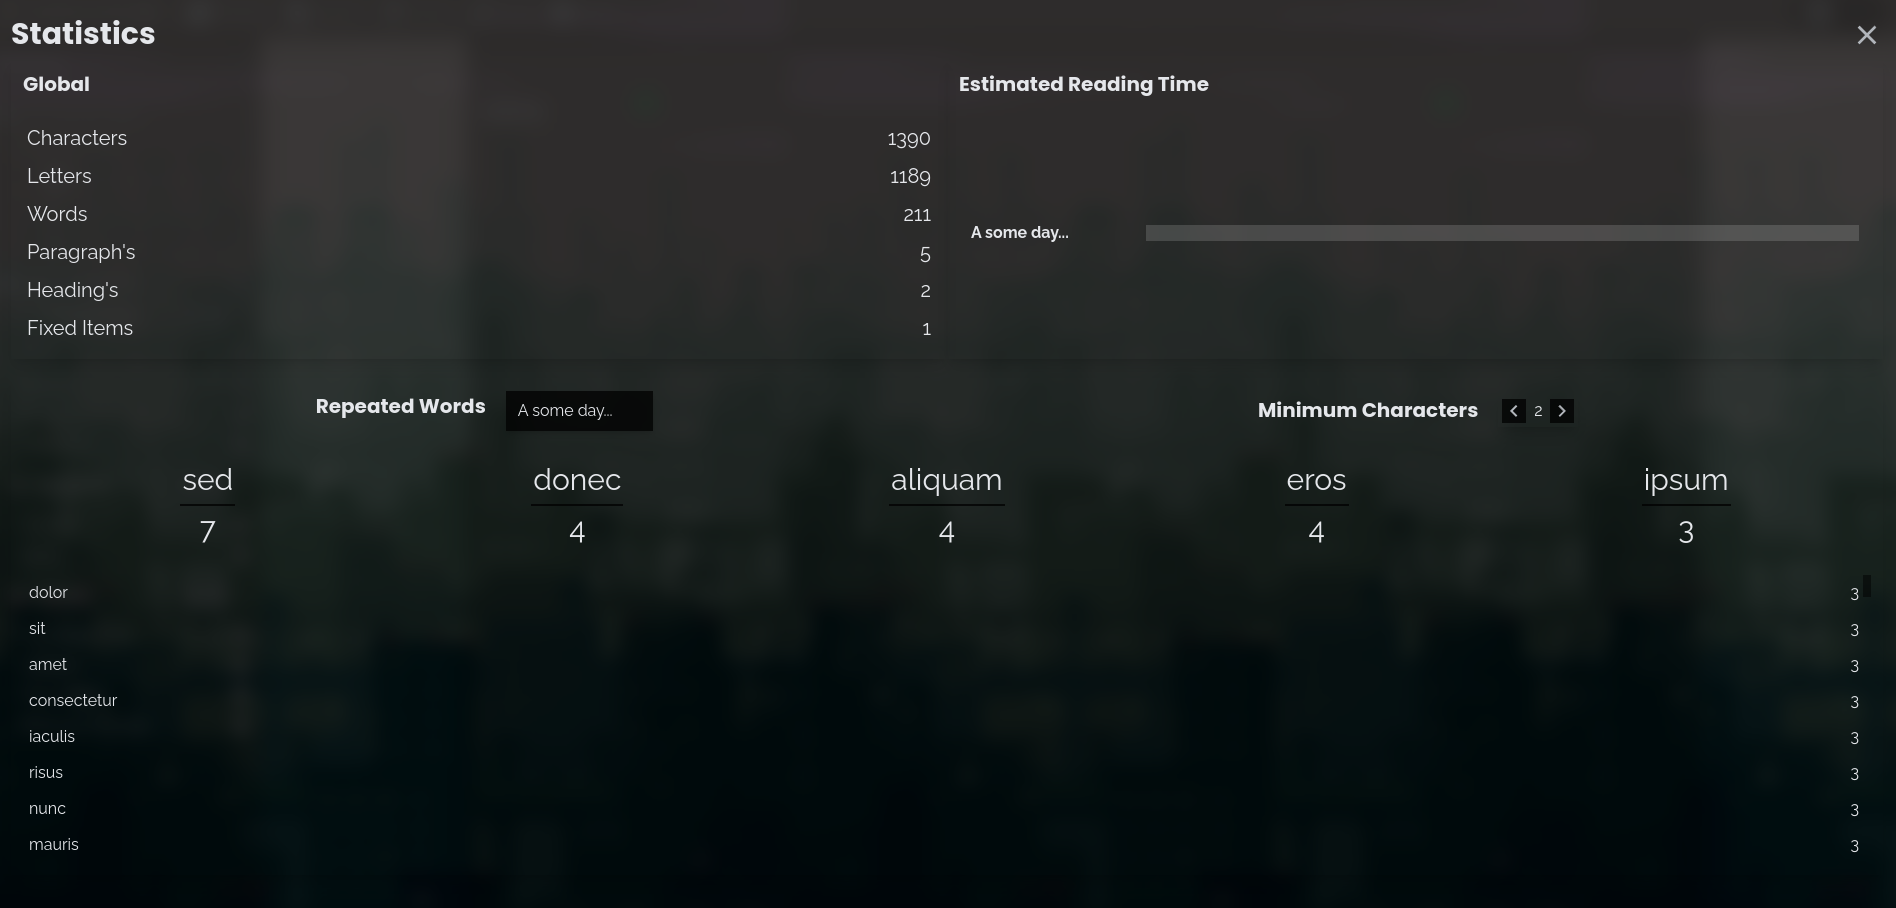 Statistics
Global
Characters 1390
Letters 1189
Words 211
Paragraph's 5
Heading's 2
Fixed Items 1
Estimated Reading Time
A some day...
Repeated Words A some day...
Minimum Characters 2
sed donec aliquam eros ipsum
7 4 4 4 3
dolor 3
sit 3
amet 3
consectetur 3
iaculis 3
risus 3
nunc 3
mauris 3